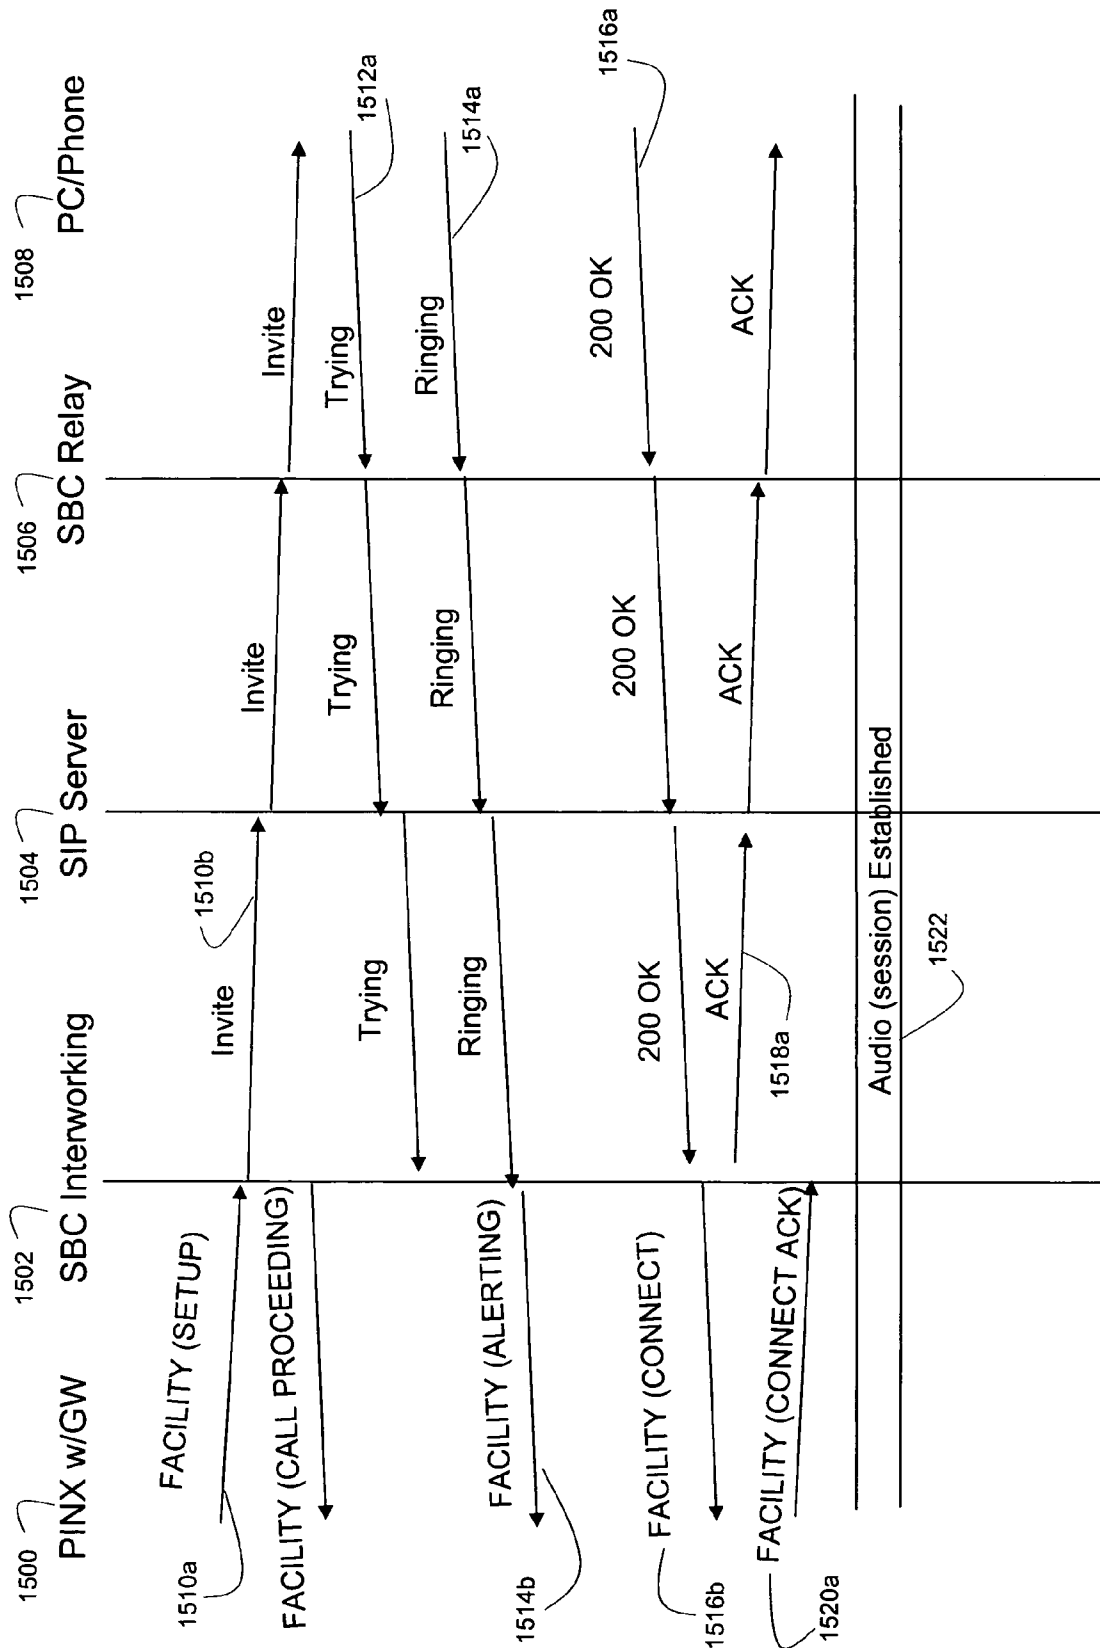 1500
1502
1504
1506
1508
PINX w/GW
SBC Interworking
SIP Server
SBC Relay
PC/Phone
1510a
FACILITY (SETUP)
Invite
1510b
Invite
Invite
FACILITY (CALL PROCEEDING)
Trying
Trying
Trying
1512a
FACILITY (ALERTING)
Ringing
Ringing
Ringing
1514a
1514b
FACILITY (CONNECT)
200 OK
200 OK
200 OK
1516a
1516b
FACILITY (CONNECT ACK)
ACK
ACK
ACK
1518a
1520a
Audio (session) Established
1522